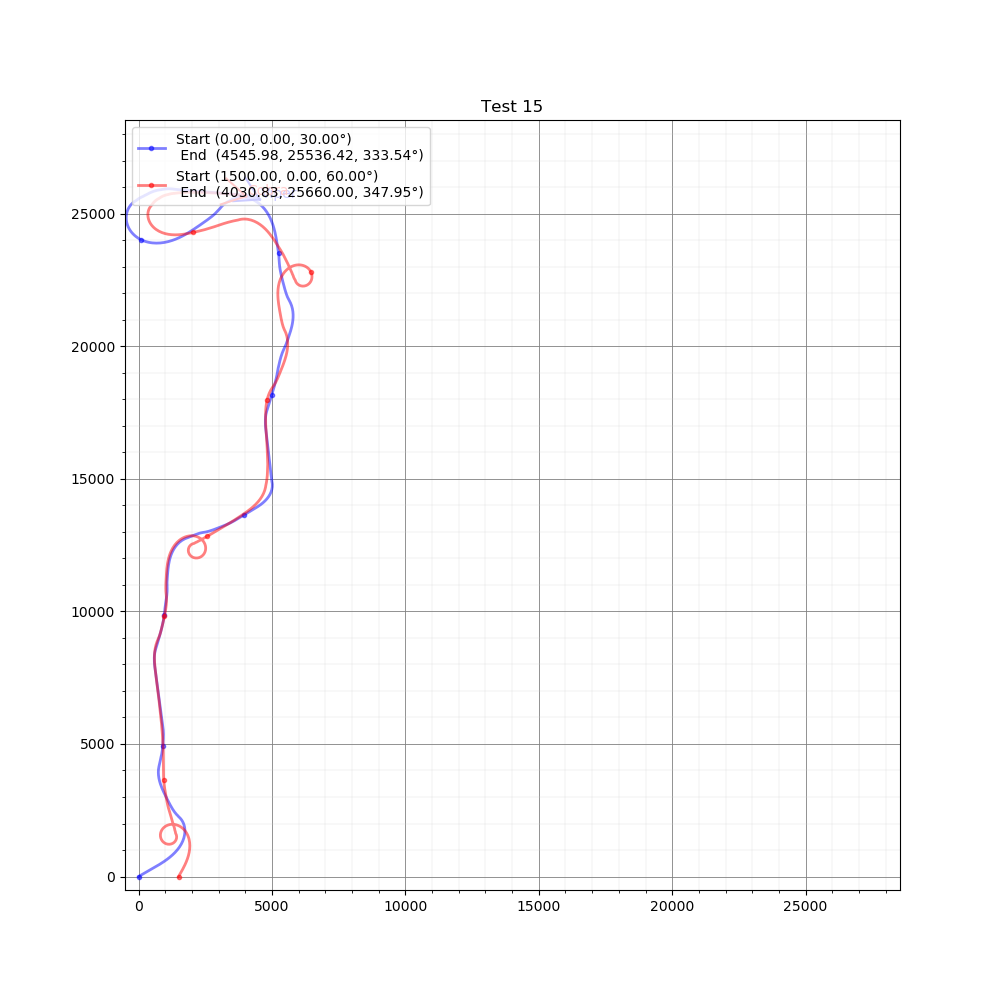 Test 15
Start (0.00, 0.00, 30.00°)
End (4545.98, 25536.42, 333.54°)
Start (1500.00, 0.00, 60.00°)
End (4030.83, 25660.00, 347.95°)
25000
20000
15000
10000
5000
0
0 5000 10000 15000 20000 25000